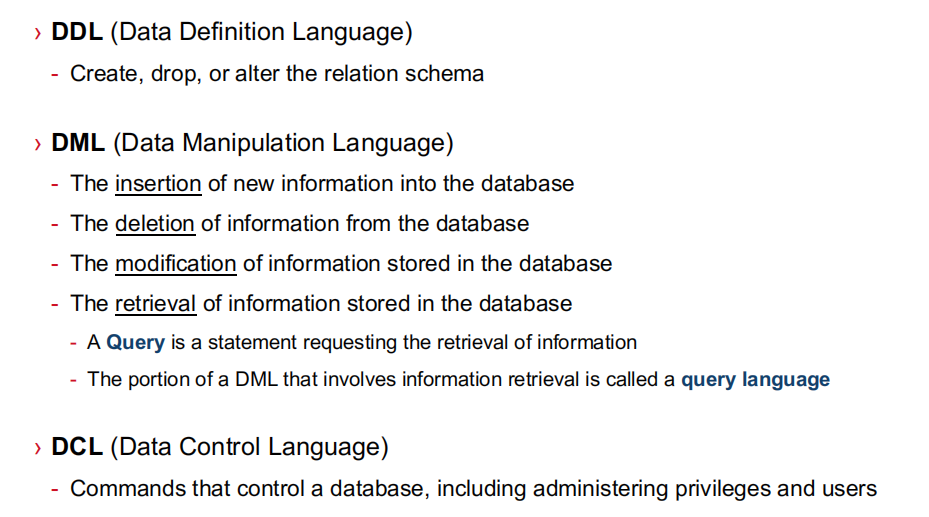 › DDL (Data Definition Language)
- Create, drop, or alter the relation schema
› DML (Data Manipulation Language)
- The insertion of new information into the database
- The deletion of information from the database
- The modification of information stored in the database
- The retrieval of information stored in the database
- A Query is a statement requesting the retrieval of information
- The portion of a DML that involves information retrieval is called a query language
› DCL (Data Control Language)
- Commands that control a database, including administering privileges and users